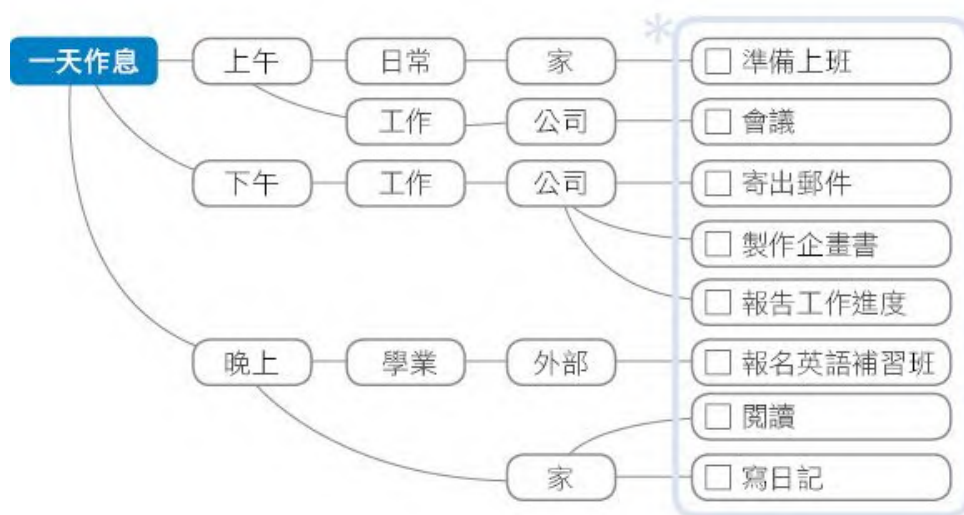 *
一天作息 上午 日常 家 □ 準備上班
工作 公司 □ 會議
下午 工作 公司 □ 寄出郵件
□ 製作企畫書
□ 報告工作進度
晚上 學業 外部 □ 報名英語補習班
□ 閱讀
家 □ 寫日記